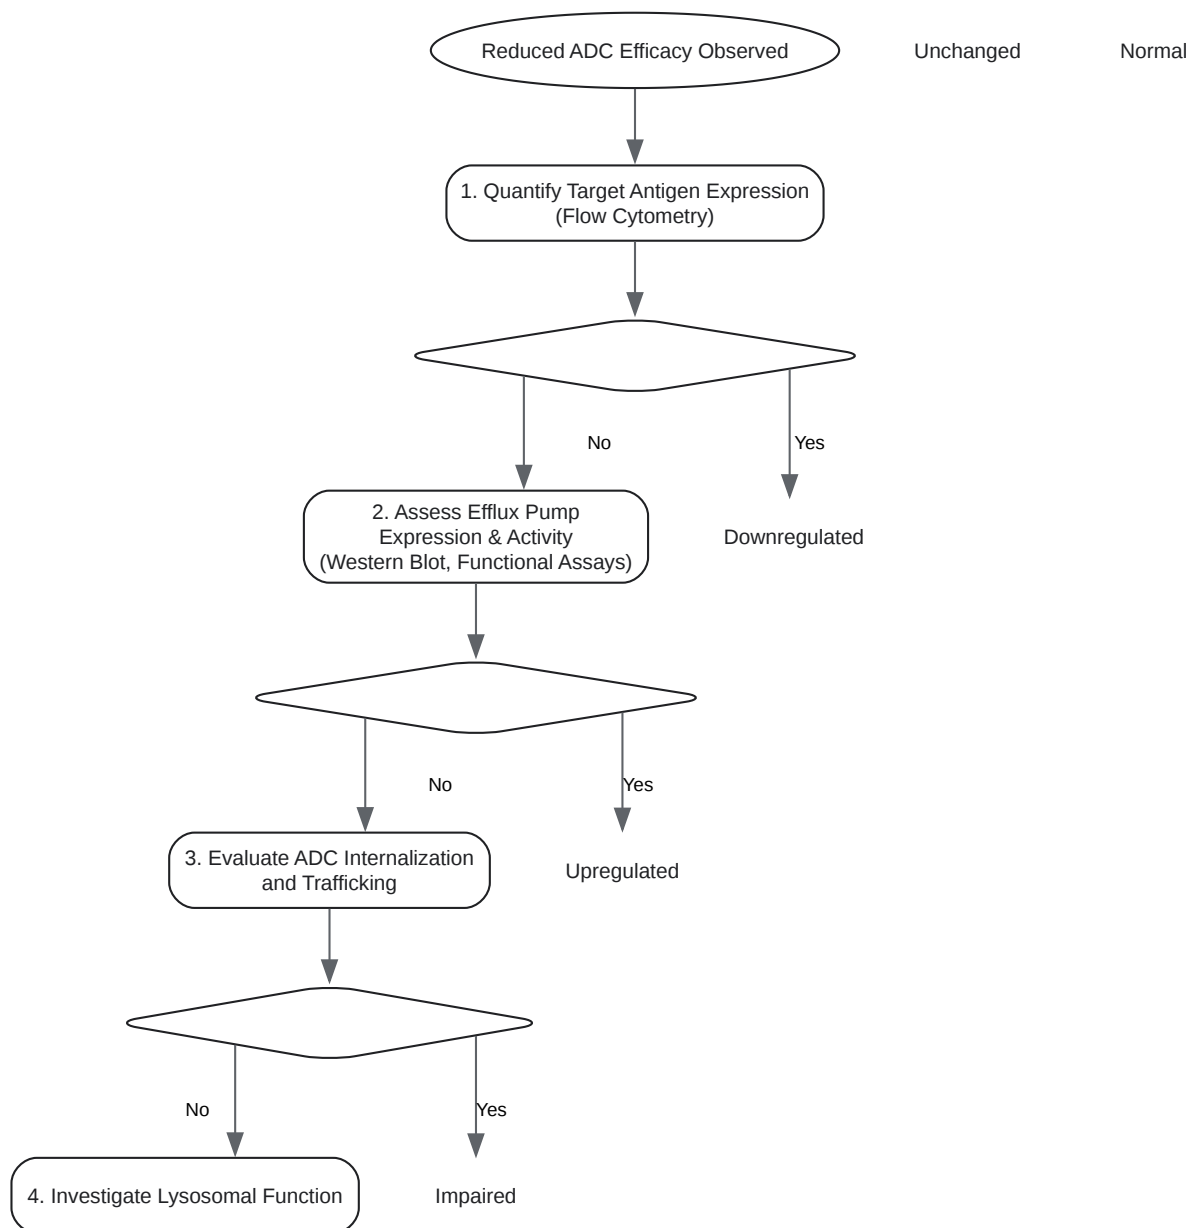 Reduced ADC Efficacy Observed
Unchanged
Normal
1. Quantify Target Antigen Expression
(Flow Cytometry)
No
Yes
2. Assess Efflux Pump
Expression & Activity
(Western Blot, Functional Assays)
Downregulated
No
Yes
3. Evaluate ADC Internalization
and Trafficking
Upregulated
No
Yes
4. Investigate Lysosomal Function
Impaired